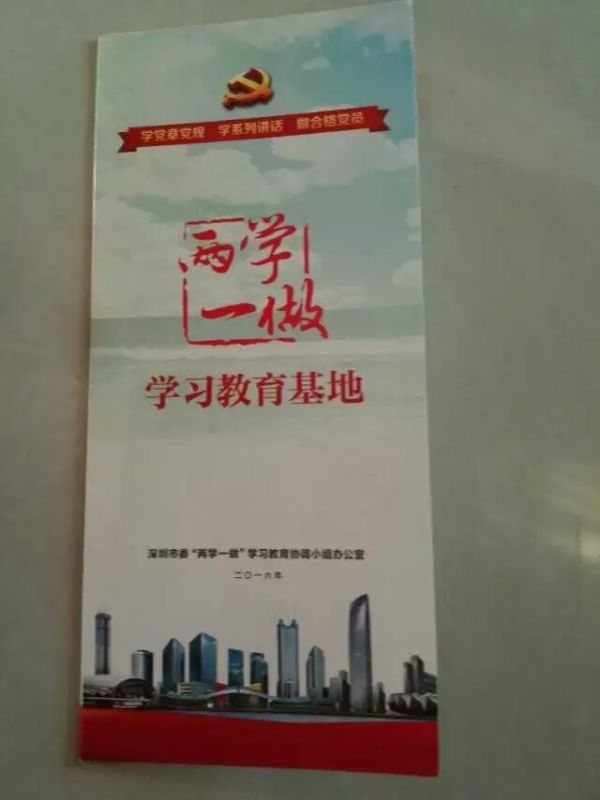 学党章党规 学系列讲话 做合格党员
两学
一做
学习教育基地
深圳市委“两学一做”学习教育协调小组办公室
二〇一六年